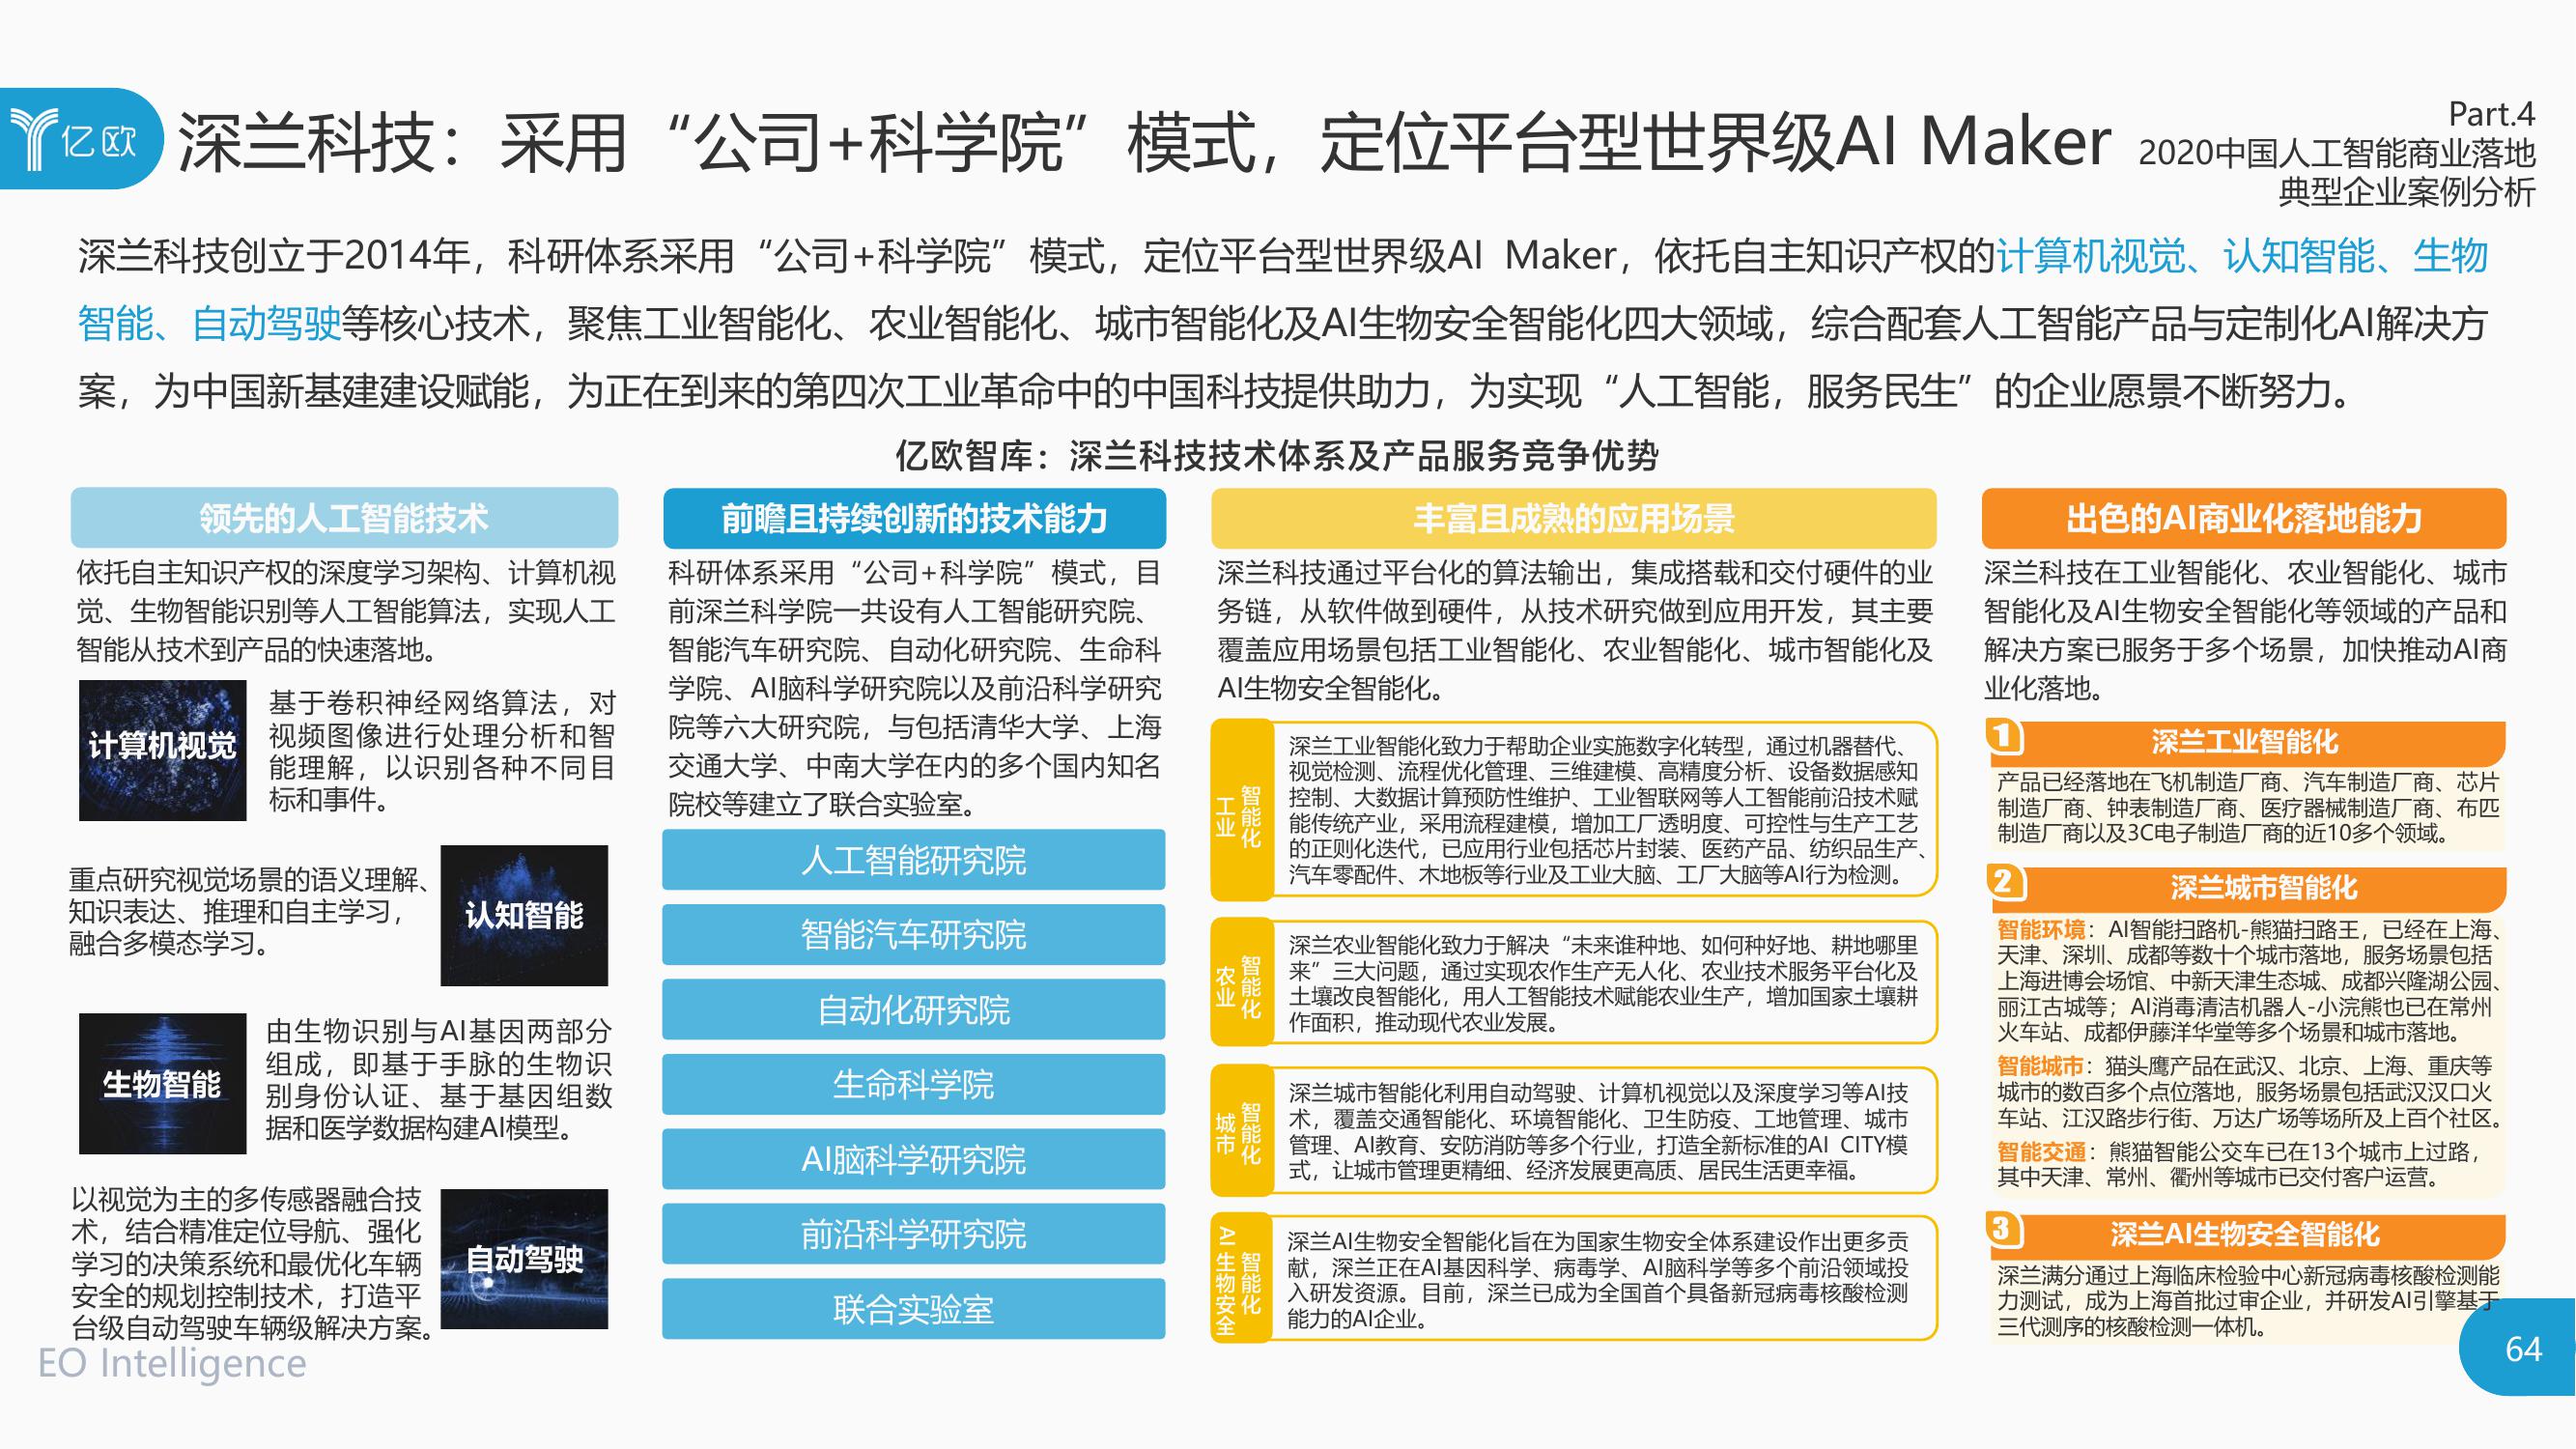 亿欧
深兰科技：采用“公司+科学院”模式，定位平台型世界级AI Maker
Part.4
2020中国人工智能商业落地
典型企业案例分析
深兰科技创立于2014年，科研体系采用“公司+科学院”模式，定位平台型世界级AI Maker，依托自主知识产权的计算机视觉、认知智能、生物
智能、自动驾驶等核心技术，聚焦工业智能化、农业智能化、城市智能化及AI生物安全智能化四大领域，综合配套人工智能产品与定制化AI解决方
案，为中国新基建建设赋能，为正在到来的第四次工业革命中的中国科技提供助力，为实现“人工智能，服务民生”的企业愿景不断努力。
亿欧智库：深兰科技技术体系及产品服务竞争优势
领先的人工智能技术
依托自主知识产权的深度学习架构、计算机视
觉、生物智能识别等人工智能算法，实现人工
智能从技术到产品的快速落地。
计算机视觉
基于卷积神经网络算法，对
视频图像进行处理分析和智
能理解，以识别各种不同目
标和事件。
重点研究视觉场景的语义理解、
知识表达、推理和自主学习，
融合多模态学习。
认知智能
生物智能
由生物识别与AI基因两部分
组成，即基于手脉的生物识
别身份认证、基于基因组数
据和医学数据构建AI模型。
以视觉为主的多传感器融合技
术，结合精准定位导航、强化
学习的决策系统和最优化车辆
安全的规划控制技术，打造平
台级自动驾驶车辆级解决方案。
自动驾驶
前瞻且持续创新的技术能力
科研体系采用“公司+科学院”模式，目
前深兰科学院一共设有人工智能研究院、
智能汽车研究院、自动化研究院、生命科
学院、AI脑科学研究院以及前沿科学研究
院等六大研究院，与包括清华大学、上海
交通大学、中南大学在内的多个国内知名
院校等建立了联合实验室。
人工智能研究院
智能汽车研究院
自动化研究院
生命科学院
AI脑科学研究院
前沿科学研究院
联合实验室
丰富且成熟的应用场景
深兰科技通过平台化的算法输出，集成搭载和交付硬件的业
务链，从软件做到硬件，从技术研究做到应用开发，其主要
覆盖应用场景包括工业智能化、农业智能化、城市智能化及
AI生物安全智能化。
工业
智能化
深兰工业智能化致力于帮助企业实施数字化转型，通过机器替代、
视觉检测、流程优化管理、三维建模、高精度分析、设备数据感知
控制、大数据计算预防性维护、工业智联网等人工智能前沿技术赋
能传统产业，采用流程建模，增加工厂透明度、可控性与生产工艺
的正则化迭代，已应用行业包括芯片封装、医药产品、纺织品生产、
汽车零配件、木地板等行业及工业大脑、工厂大脑等AI行为检测。
农业
智能化
深兰农业智能化致力于解决“未来谁种地、如何种好地、耕地哪里
来”三大问题，通过实现农作生产无人化、农业技术服务平台化及
土壤改良智能化，用人工智能技术赋能农业生产，增加国家土壤耕
作面积，推动现代农业发展。
城市
智能化
深兰城市智能化利用自动驾驶、计算机视觉以及深度学习等AI技
术，覆盖交通智能化、环境智能化、卫生防疫、工地管理、城市
管理、AI教育、安防消防等多个行业，打造全新标准的AI CITY模
式，让城市管理更精细、经济发展更高质、居民生活更幸福。
AI生物安全
智能化
深兰AI生物安全智能化旨在为国家生物安全体系建设作出更多贡
献，深兰正在AI基因科学、病毒学、AI脑科学等多个前沿领域投
入研发资源。目前，深兰已成为全国首个具备新冠病毒核酸检测
能力的AI企业。
出色的AI商业化落地能力
深兰科技在工业智能化、农业智能化、城市
智能化及AI生物安全智能化等领域的产品和
解决方案已服务于多个场景，加快推动AI商
业化落地。
1
深兰工业智能化
产品已经落地在飞机制造厂商、汽车制造厂商、芯片
制造厂商、钟表制造厂商、医疗器械制造厂商、布匹
制造厂商以及3C电子制造厂商的近10多个领域。
2
深兰城市智能化
智能环境：AI智能扫路机-熊猫扫路王，已经在上海、
天津、深圳、成都等数十个城市落地，服务场景包括
上海进博会场馆、中新天津生态城、成都兴隆湖公园、
丽江古城等；AI消毒清洁机器人-小浣熊也已在常州
火车站、成都伊藤洋华堂等多个场景和城市落地。
智能城市：猫头鹰产品在武汉、北京、上海、重庆等
城市的数百多个点位落地，服务场景包括武汉汉口火
车站、江汉路步行街、万达广场等场所及上百个社区。
智能交通：熊猫智能公交车已在13个城市上过路，
其中天津、常州、衢州等城市已交付客户运营。
3
深兰AI生物安全智能化
深兰满分通过上海临床检验中心新冠病毒核酸检测能
力测试，成为上海首批过审企业，并研发AI引擎基于
三代测序的核酸检测一体机。
EO Intelligence
64